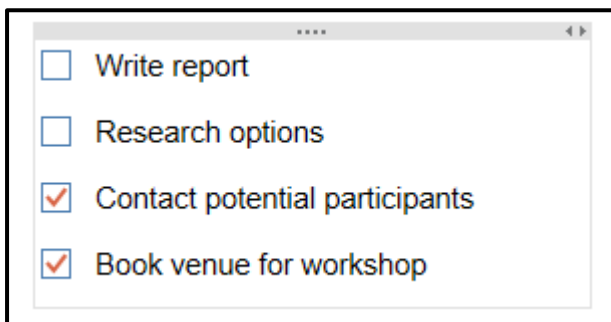 Write report
Research options
Contact potential participants
Book venue for workshop